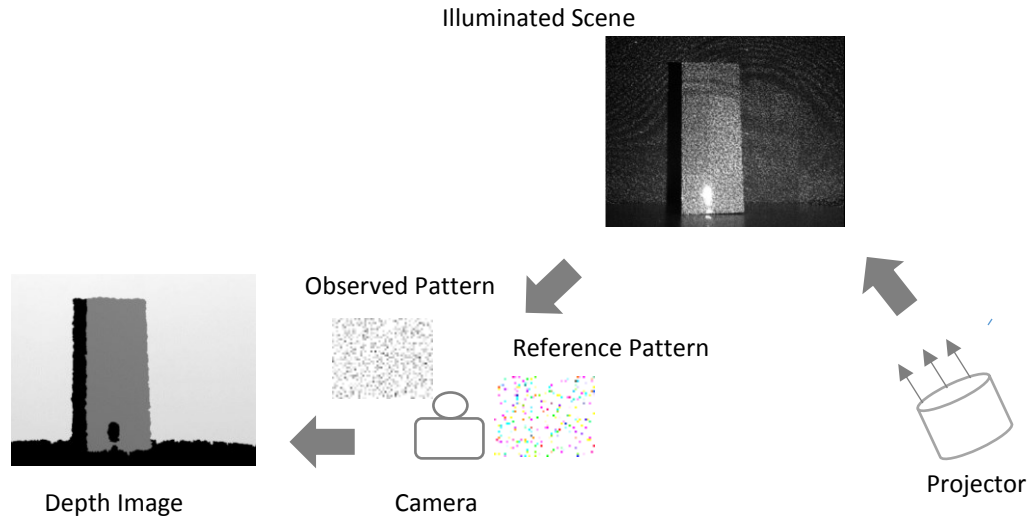 Illuminated Scene
Observed Pattern
Reference Pattern
Projector
Depth Image
Camera